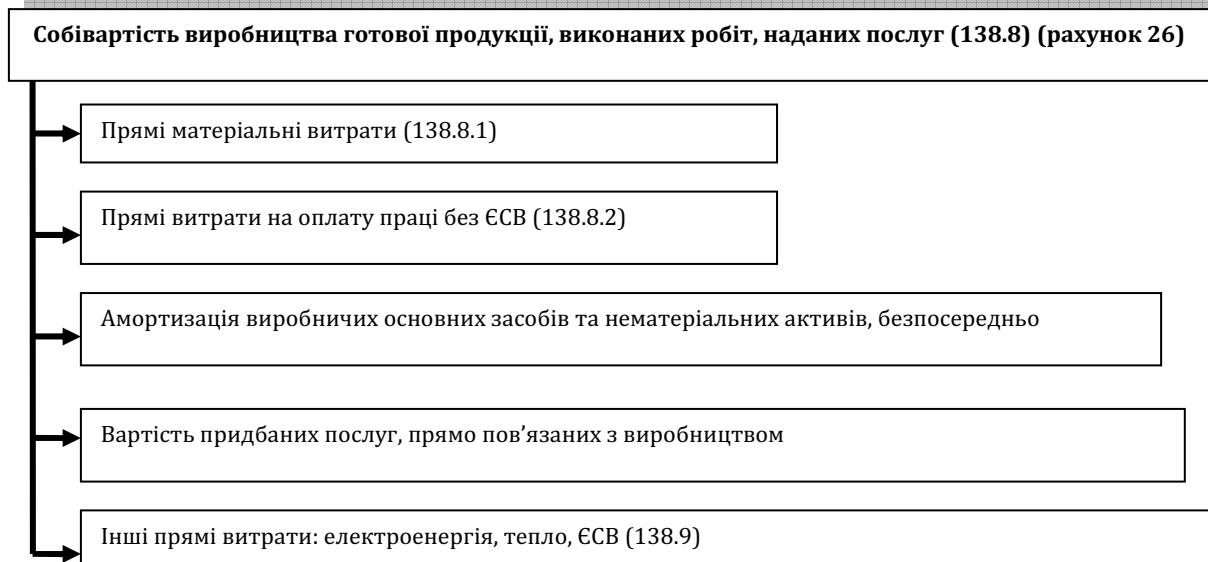 Собівартість виробництва готової продукції, виконаних робіт, наданих послуг (138.8) (рахунок 26)
Прямі матеріальні витрати (138.8.1)
Прямі витрати на оплату праці без ЄСВ (138.8.2)
Амортизація виробничих основних засобів та нематеріальних активів, безпосередньо
Вартість придбаних послуг, прямо пов’язаних з виробництвом
Інші прямі витрати: електроенергія, тепло, ЄСВ (138.9)